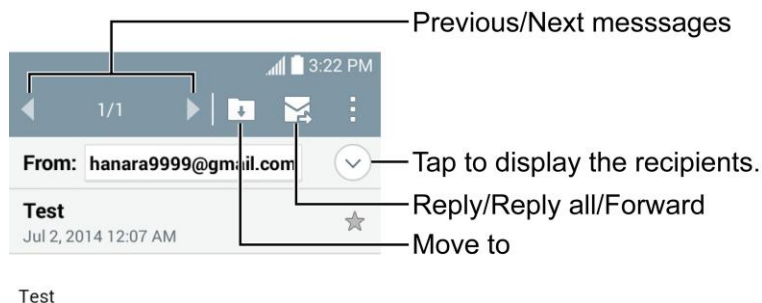 Previous/Next messsages
3:22 PM
1/1
From: hanara9999@gmail.com
Tap to display the recipients.
Test
Jul 2, 2014 12:07 AM
Reply/Reply all/Forward
Move to
Test